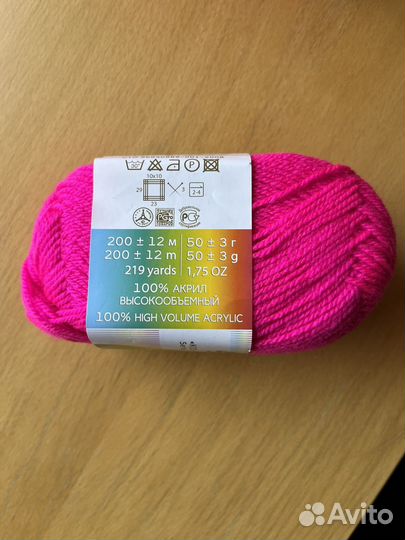 10x10
29
3
2-4
23
200 ± 12 м 50 ± 3 г
200 ± 12 m 50 ± 3 g
219 yards 1,75 OZ
100% АКРИЛ
ВЫСОКООБЪЕМНЫЙ
100% HIGH VOLUME ACRYLIC
Avito